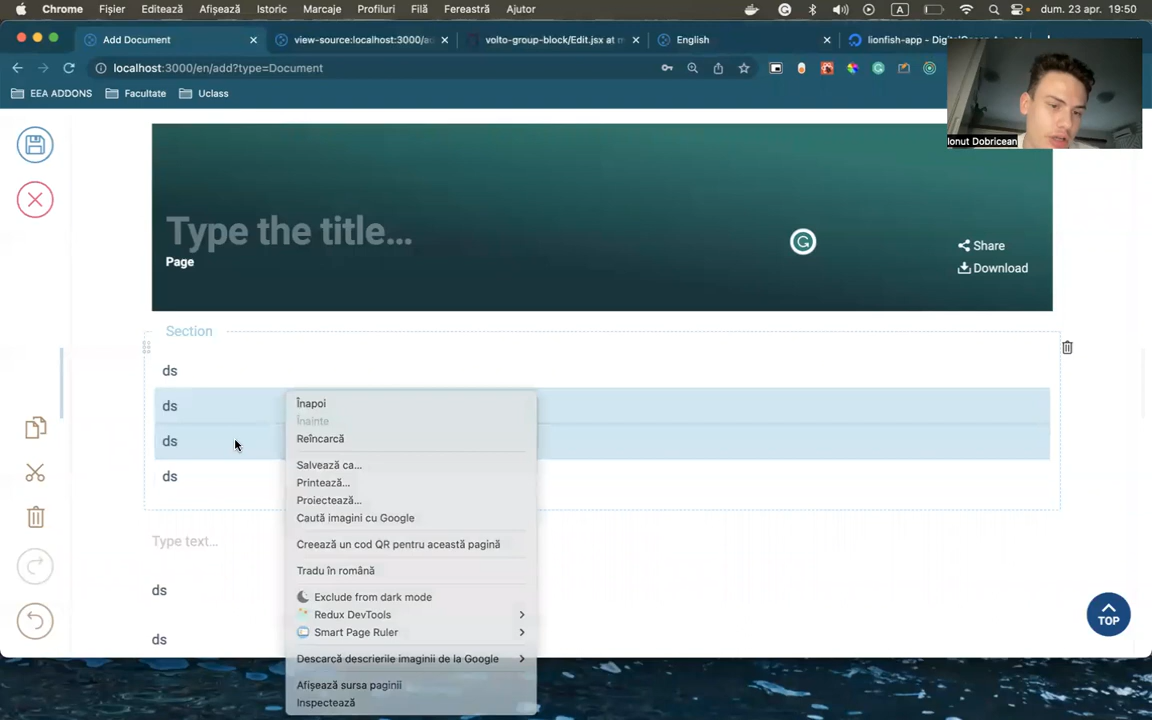 Chrome Fișier Editează Afișează Istoric Marcaje Profiluri Filă Fereastră Ajutor A dum. 23 apr. 19:50
Add Document view-source:localhost:3000/ volto-group-block/Edit.jsx at English lionfish-app - DigitalOcean
localhost:3000/en/add?type=Document
EEA ADDONS Facultate Uclass
Ionut Dobricean
Type the title...
Page
Share
Download
Section
ds
ds
ds
ds
Înapoi
Înainte
Reîncarcă
Salvează ca...
Printează...
Proiectează...
Caută imagini cu Google
Creează un cod QR pentru această pagină
Tradu în română
Exclude from dark mode
Redux DevTools
Smart Page Ruler
Descarcă descrierile imaginii de la Google
Afișează sursa paginii
Inspectează
Type text...
ds
ds
TOP